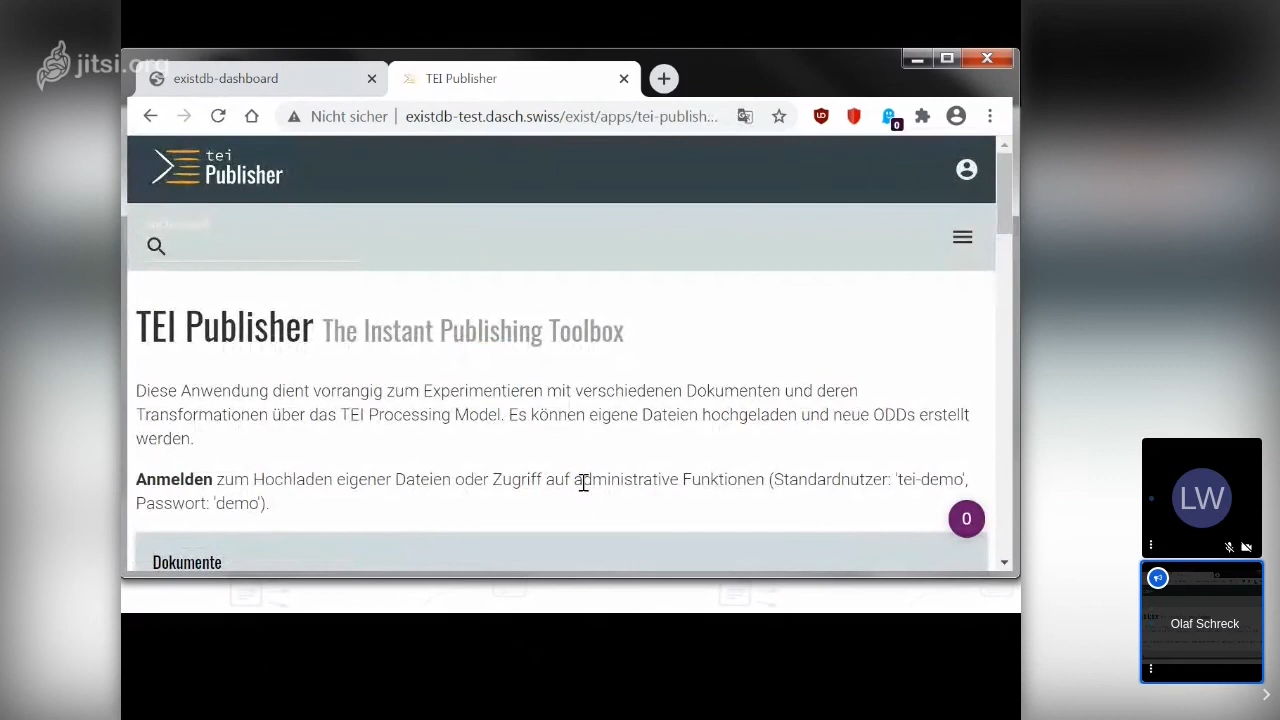 jitsi.org
existdb-dashboard
TEI Publisher
Nicht sicher
existdb-test.dasch.swiss/exist/apps/tei-publish...
0
tei
Publisher
TEI Publisher The Instant Publishing Toolbox
Diese Anwendung dient vorrangig zum Experimentieren mit verschiedenen Dokumenten und deren
Transformationen über das TEI Processing Model. Es können eigene Dateien hochgeladen und neue ODDs erstellt
werden.
Anmelden zum Hochladen eigener Dateien oder Zugriff auf administrative Funktionen (Standardnutzer: 'tei-demo',
Passwort: 'demo').
0
Dokumente
LW
Olaf Schreck